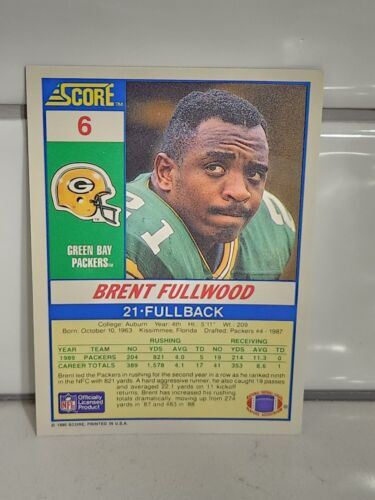 SCORE™
6
21
GREEN BAY
PACKERS™
BRENT FULLWOOD
21•FULLBACK
College: Auburn Year: 4th Ht.: 5'11" Wt.: 209
Born: October 10, 1963 Kissimmee, Florida Drafted: Packers #4 - 1987
RUSHING RECEIVING
YEAR TEAM NO YDS AVG TD NO YDS AVG TD
1989 PACKERS 204 821 4.0 5 19 214 11.3 0
CAREER TOTALS 389 1,578 4.1 17 41 353 8.6 1
Brent led the Packers in rushing for the second year in a row as he ranked ninth
in the NFC with 821 yards. A hard aggressive runner, he also caught 19 passes
and averaged 22 yards on 11 kickoff
returns. Brent has increased his rushing
totals dramatically, moving up from 274
yards in '87 and 483 in '88.
NFL
Officially
Licensed
Product
© 1990 SCORE, PRINTED IN U.S.A.